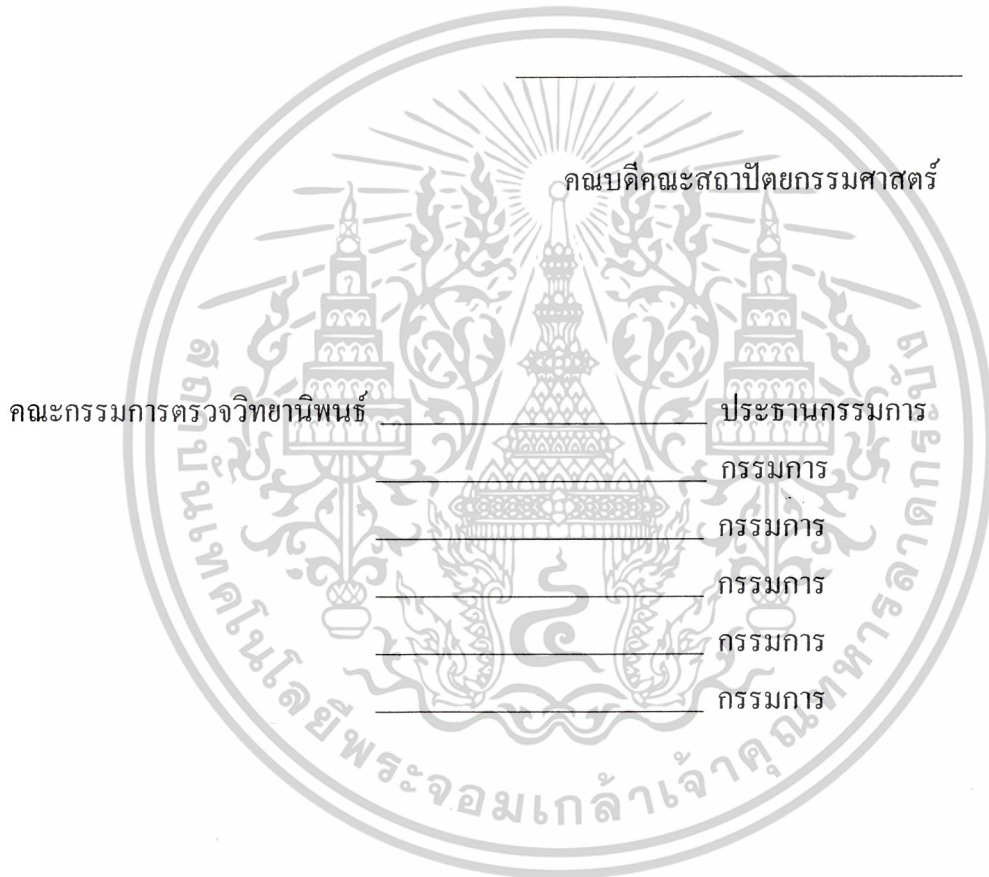 คณบดีคณะสถาปัตยกรรมศาสตร์
คณะกรรมการตรวจวิทยานิพนธ์ ประธานกรรมการ
กรรมการ
กรรมการ
กรรมการ
กรรมการ
กรรมการ
สถาบันเทคโนโลยีพระจอมเกล้าเจ้าคุณทหารลาดกระบัง
๔